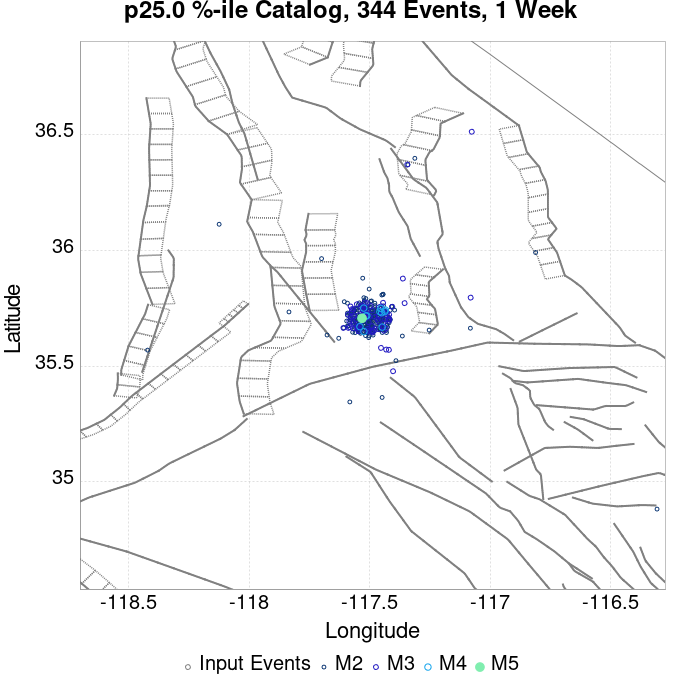 p25.0 %-ile Catalog, 344 Events, 1 Week
36.5
36
35.5
35
Latitude
-118.5 -118 -117.5 -117 -116.5
Longitude
Input Events M2 M3 M4 M5